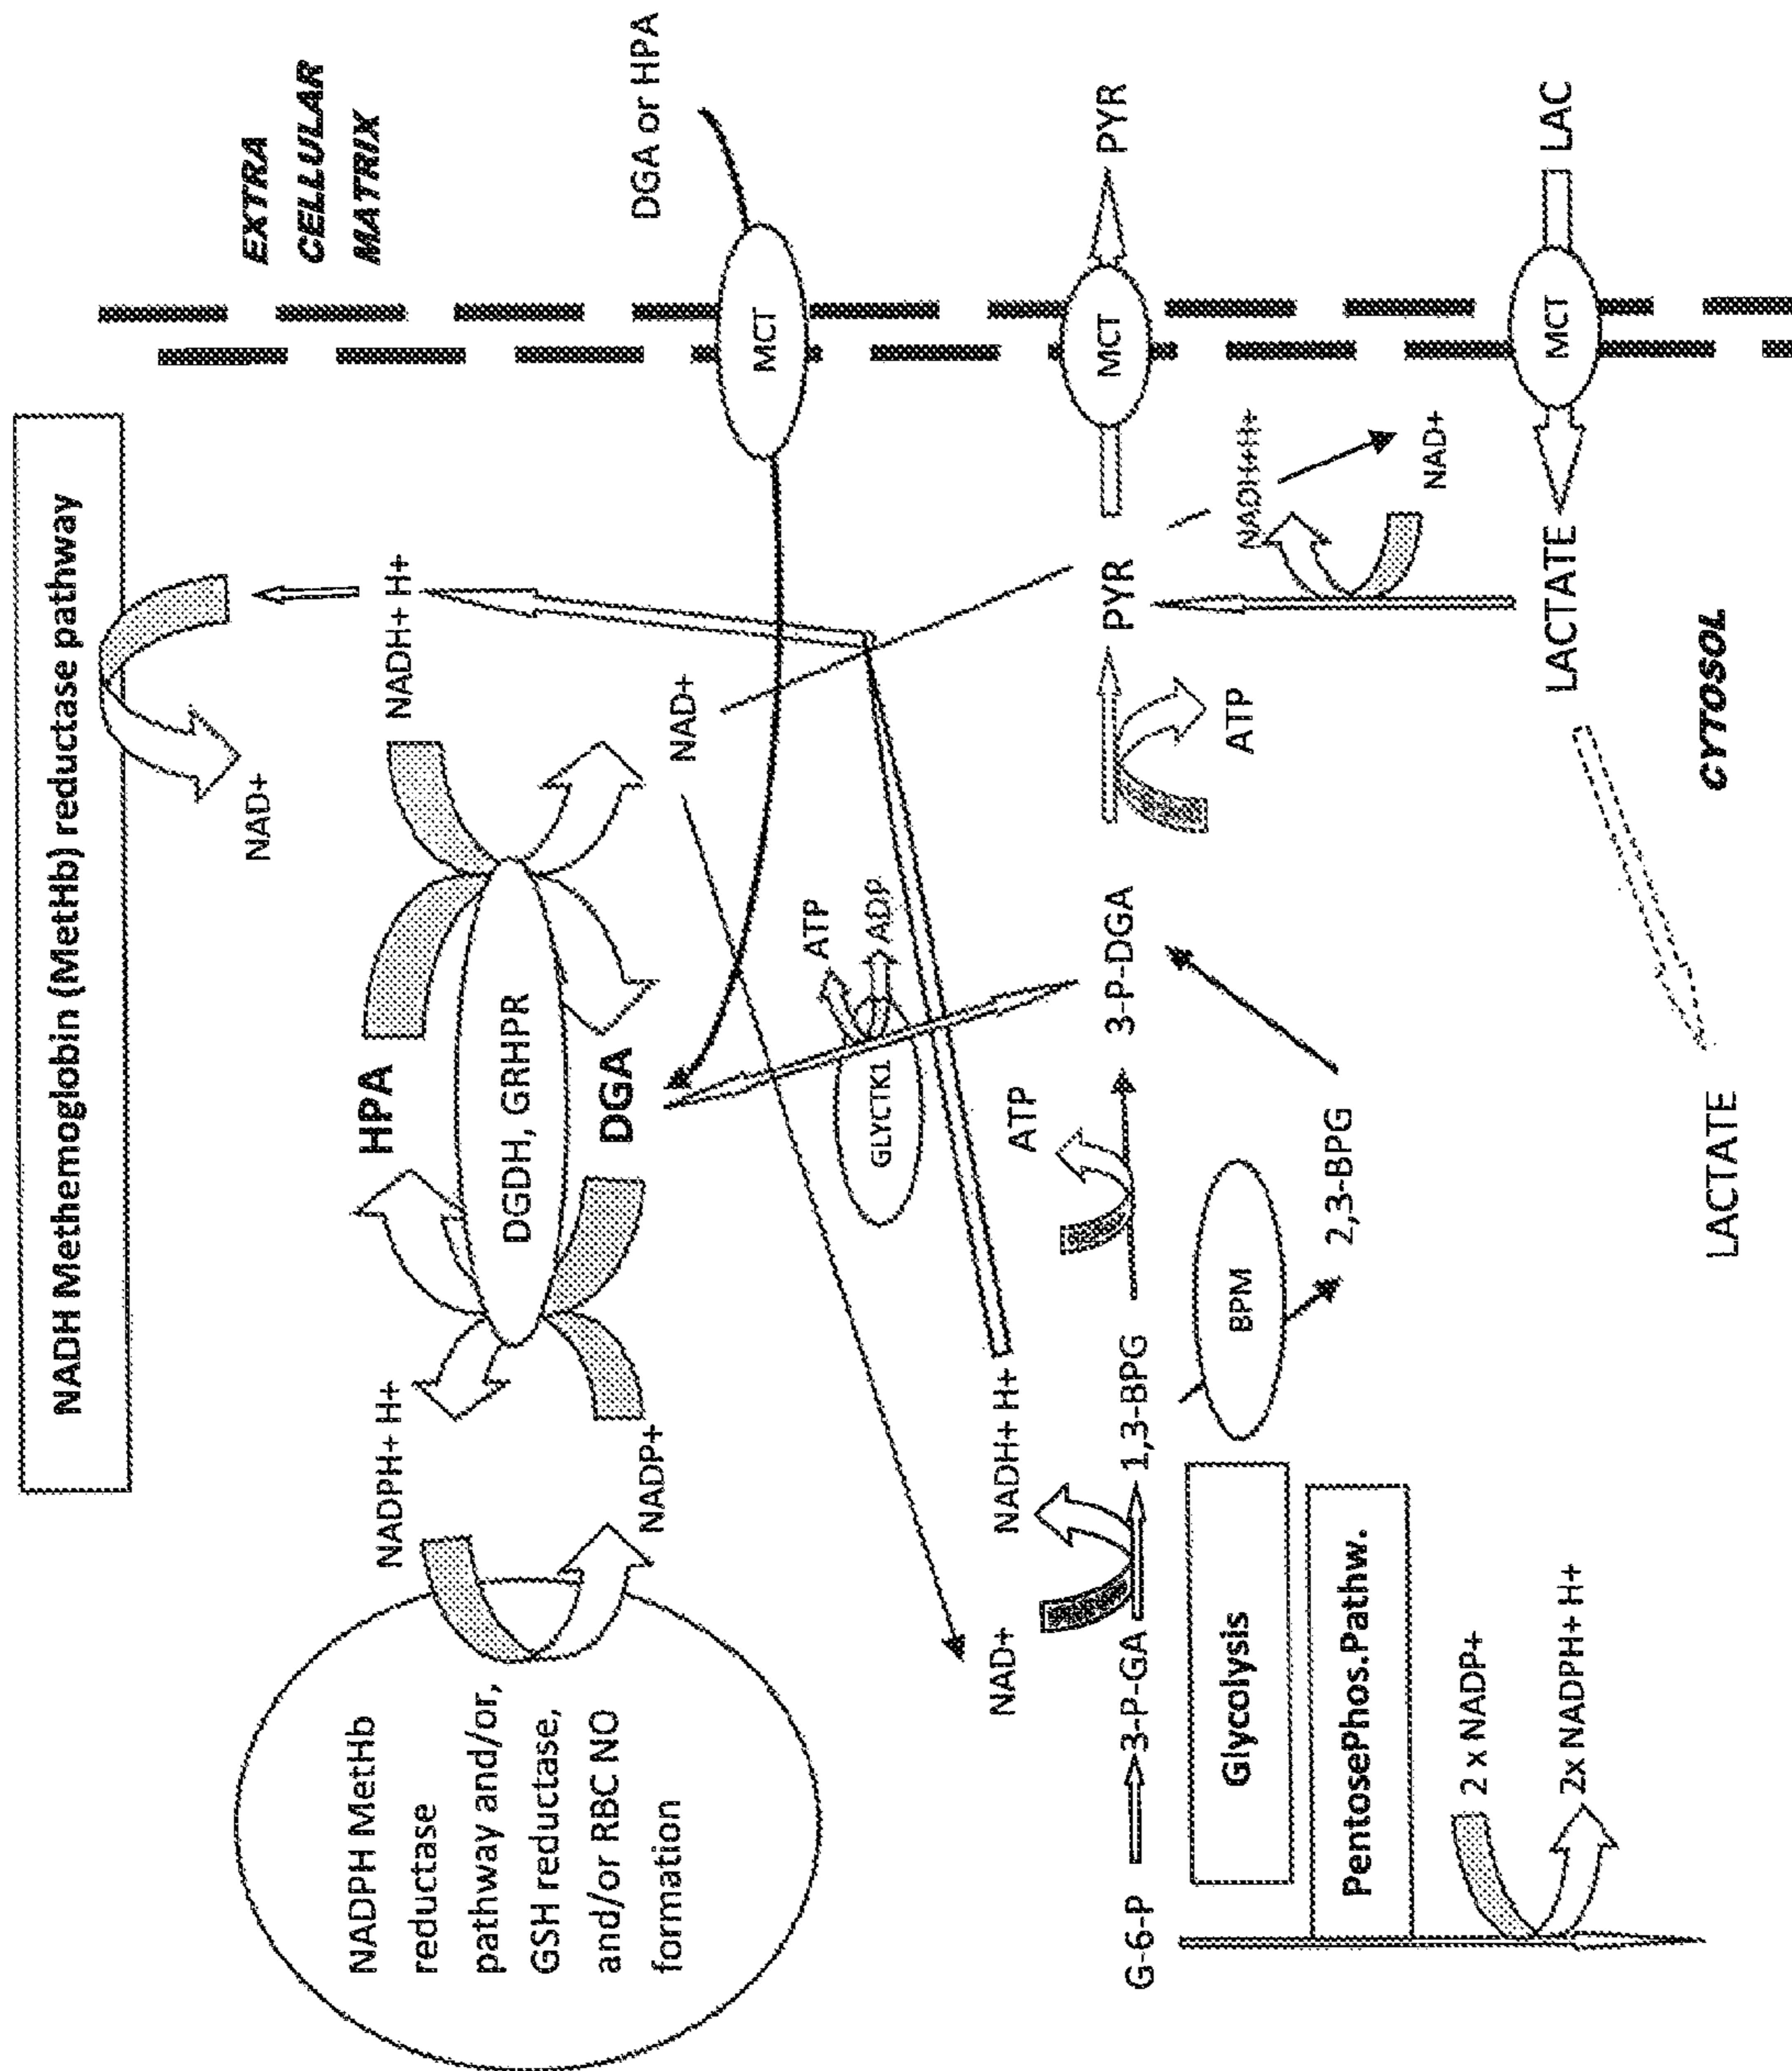 NADH Methemoglobin (MetHb) reductase pathway
EXTRA
CELLULAR
MATRIX
NAD+
NADPH+ H+
HPA
NADH+ H+
NADPH MetHb
reductase
pathway and/or,
GSH reductase,
and/or RBC NO
formation
DGDH, GRHPR
NADP+
DGA
NAD+
DGA or HPA
MCT
ATP
ADP
GLYCTK1
NAD+
NADH+ H+
ATP
G-6-P
3-P-GA
1,3-BPG
3-P-DGA
PYR
MCT
PYR
Glycolysis
BPM
ATP
NADH+H+
PentosePhos.Pathw.
2,3-BPG
NAD+
2 x NADP+
2x NADPH+ H+
LACTATE
MCT
LAC
LACTATE
CYTOSOL